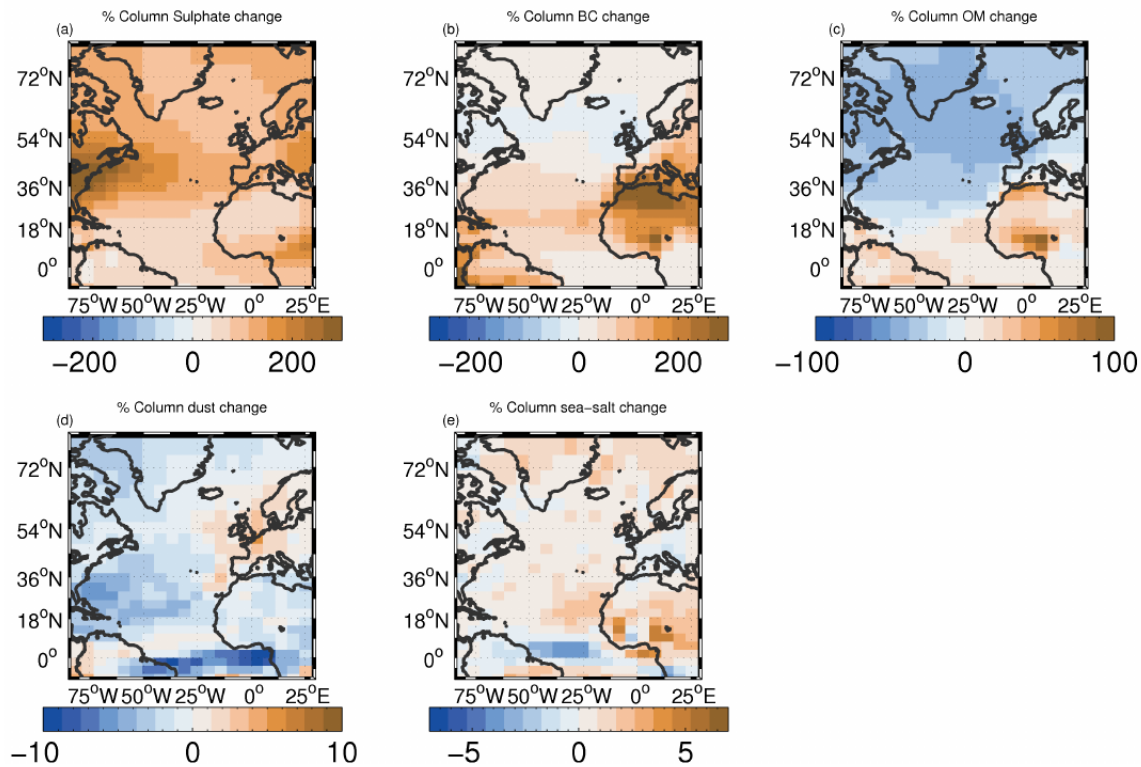 % Column Sulphate change
% Column BC change
% Column OM change
(a)
(b)
(c)
72°N
54°N
36°N
18°N
0°
75°W 50°W 25°W 0° 25°E
−200 0 200
72°N
54°N
36°N
18°N
0°
75°W 50°W 25°W 0° 25°E
−200 0 200
72°N
54°N
36°N
18°N
0°
75°W 50°W 25°W 0° 25°E
−100 0 100
% Column dust change
% Column sea−salt change
(d)
(e)
72°N
54°N
36°N
18°N
0°
75°W 50°W 25°W 0° 25°E
−10 0 10
72°N
54°N
36°N
18°N
0°
75°W 50°W 25°W 0° 25°E
−5 0 5